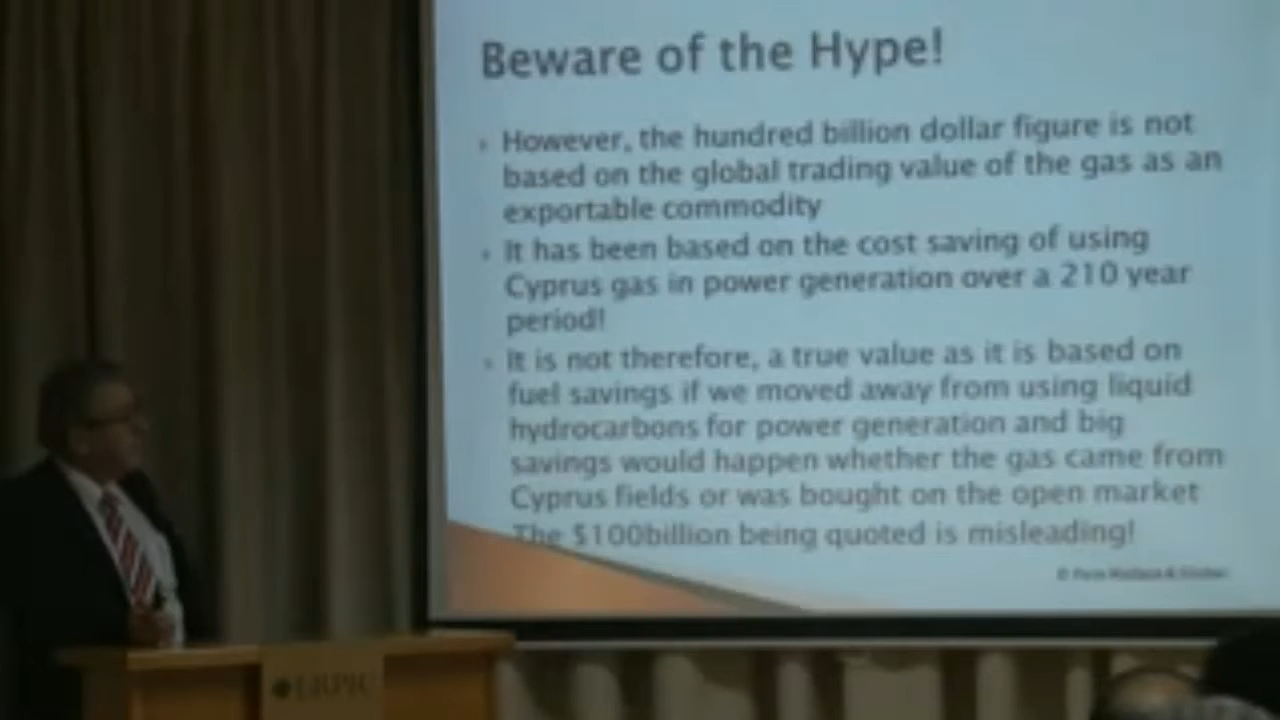 Beware of the Hype!
However, the hundred billion dollar figure is not
based on the global trading value of the gas as an
exportable commodity
It has been based on the cost saving of using
Cyprus gas in power generation over a 210 year
period!
It is not therefore, a true value as it is based on
fuel savings if we moved away from using liquid
hydrocarbons for power generation and big
savings would happen whether the gas came from
Cyprus fields or was bought on the open market
The $100billion being quoted is misleading!
ERPIC